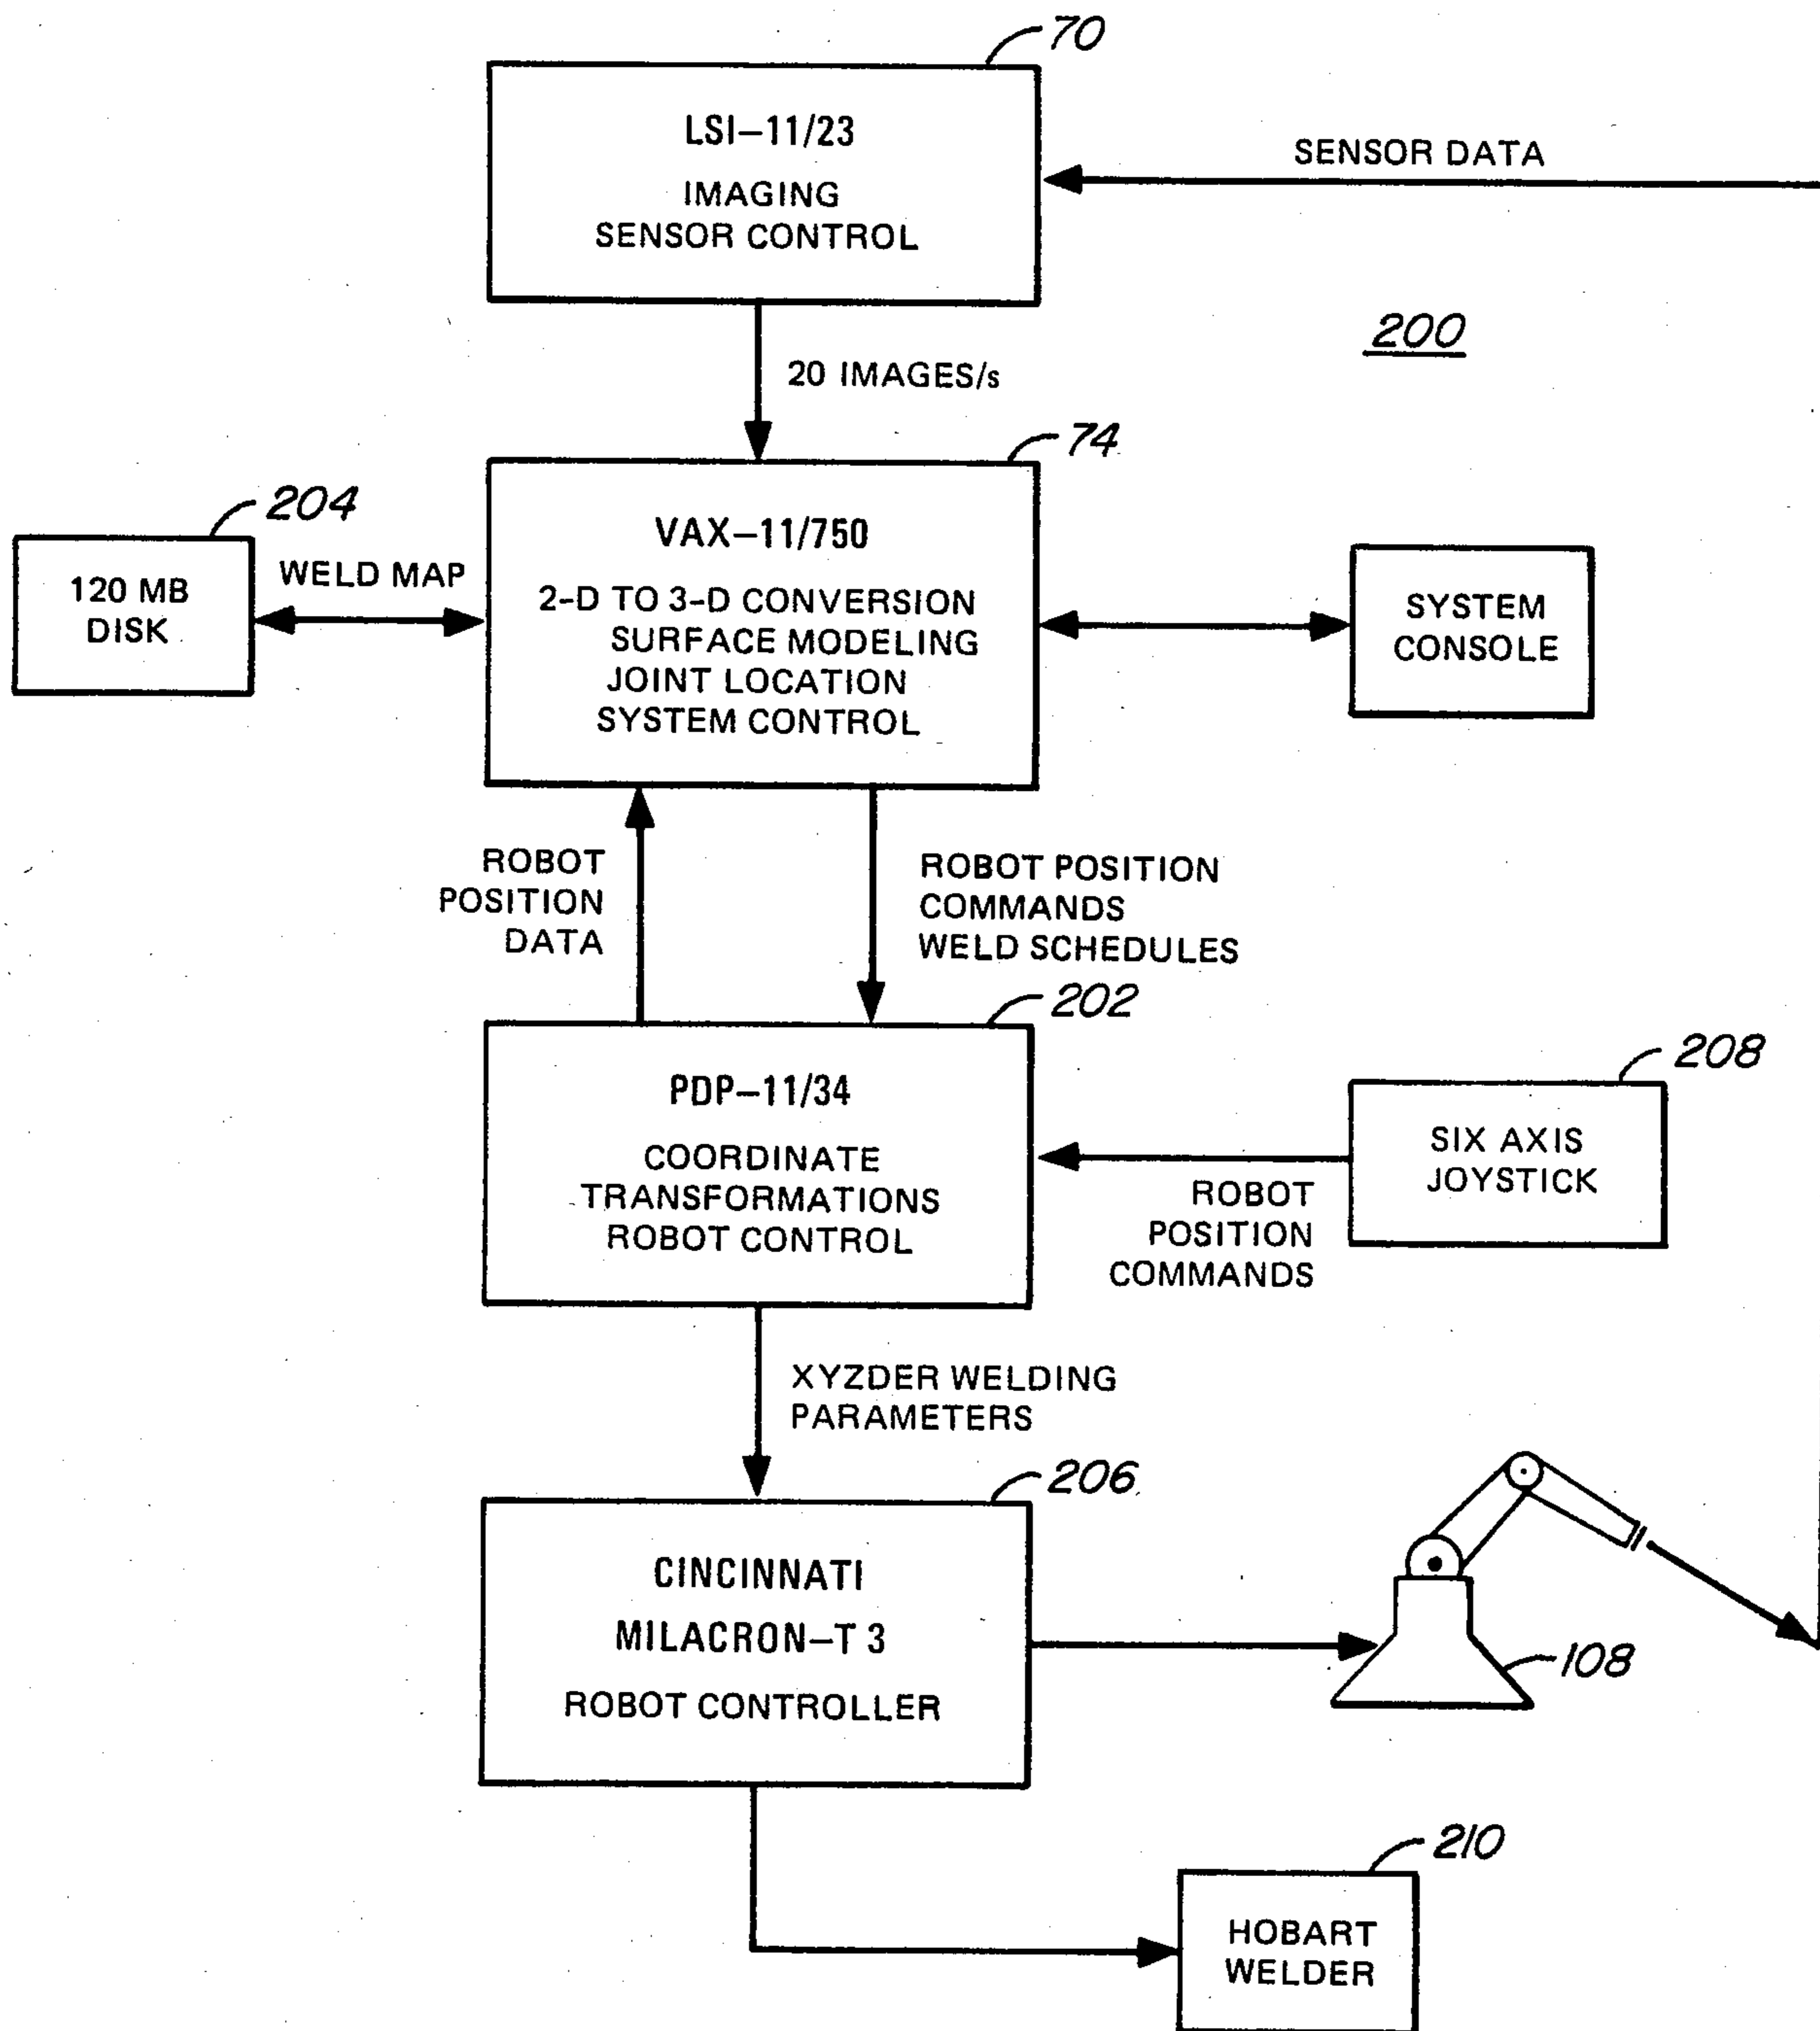 70
LSI-11/23
IMAGING
SENSOR CONTROL
SENSOR DATA
200
20 IMAGES/s
74
204
VAX-11/750
2-D TO 3-D CONVERSION
SURFACE MODELING
JOINT LOCATION
SYSTEM CONTROL
120 MB
DISK
WELD MAP
SYSTEM
CONSOLE
ROBOT
POSITION
DATA
ROBOT POSITION
COMMANDS
WELD SCHEDULES
202
PDP-11/34
COORDINATE
TRANSFORMATIONS
ROBOT CONTROL
208
SIX AXIS
JOYSTICK
ROBOT
POSITION
COMMANDS
XYZDER WELDING
PARAMETERS
206
CINCINNATI
MILACRON-T 3
ROBOT CONTROLLER
108
210
HOBART
WELDER